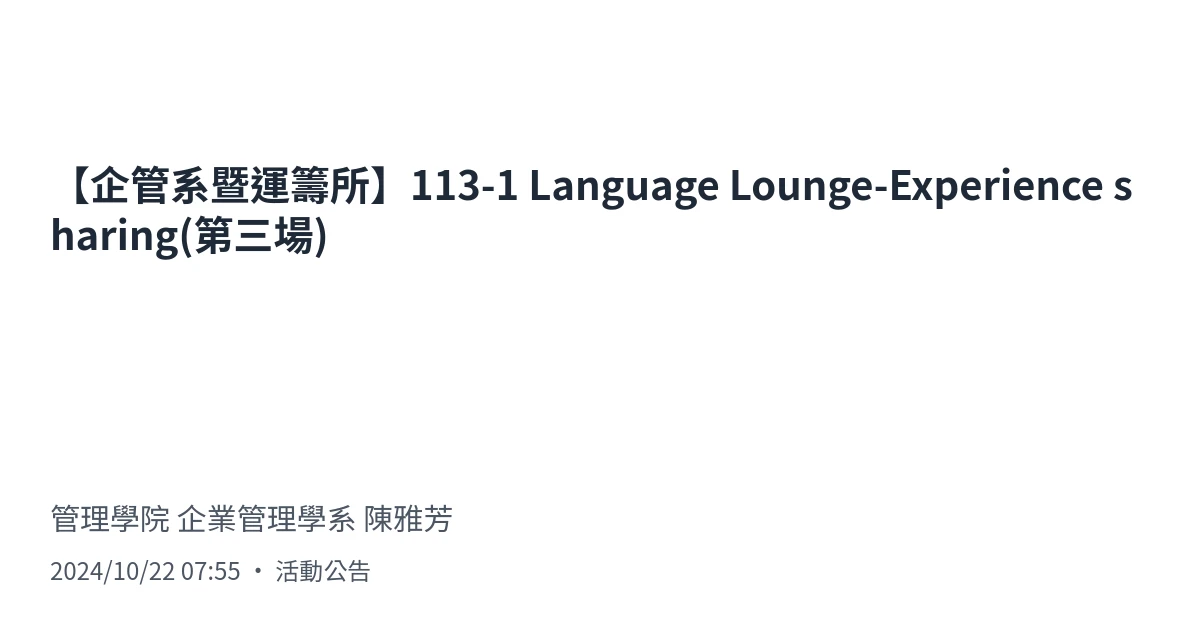 【企管系暨運籌所】113-1 Language Lounge-Experience s
haring(第三場)
管理學院 企業管理學系 陳雅芳
2024/10/22 07:55 • 活動公告